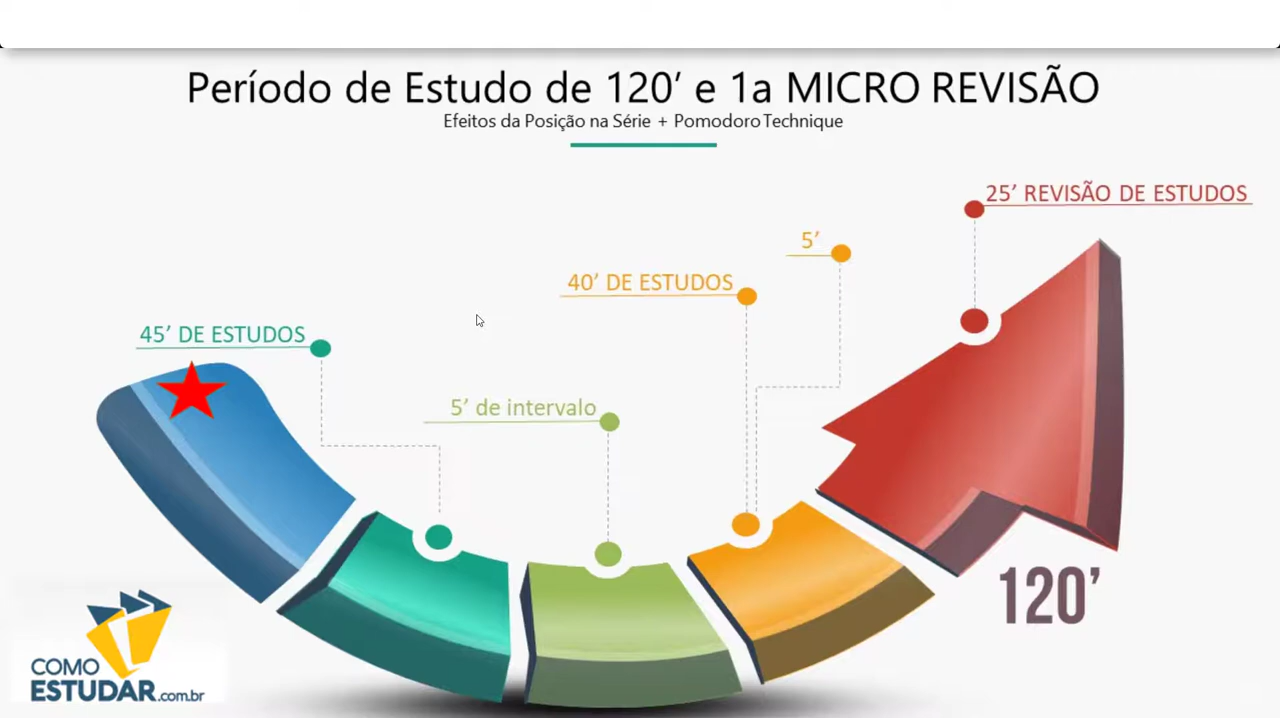 Período de Estudo de 120’ e 1a MICRO REVISÃO
Efeitos da Posição na Série + Pomodoro Technique
45’ DE ESTUDOS
5’ de intervalo
40’ DE ESTUDOS
5’
25’ REVISÃO DE ESTUDOS
120’
COMO
ESTUDAR.com.br